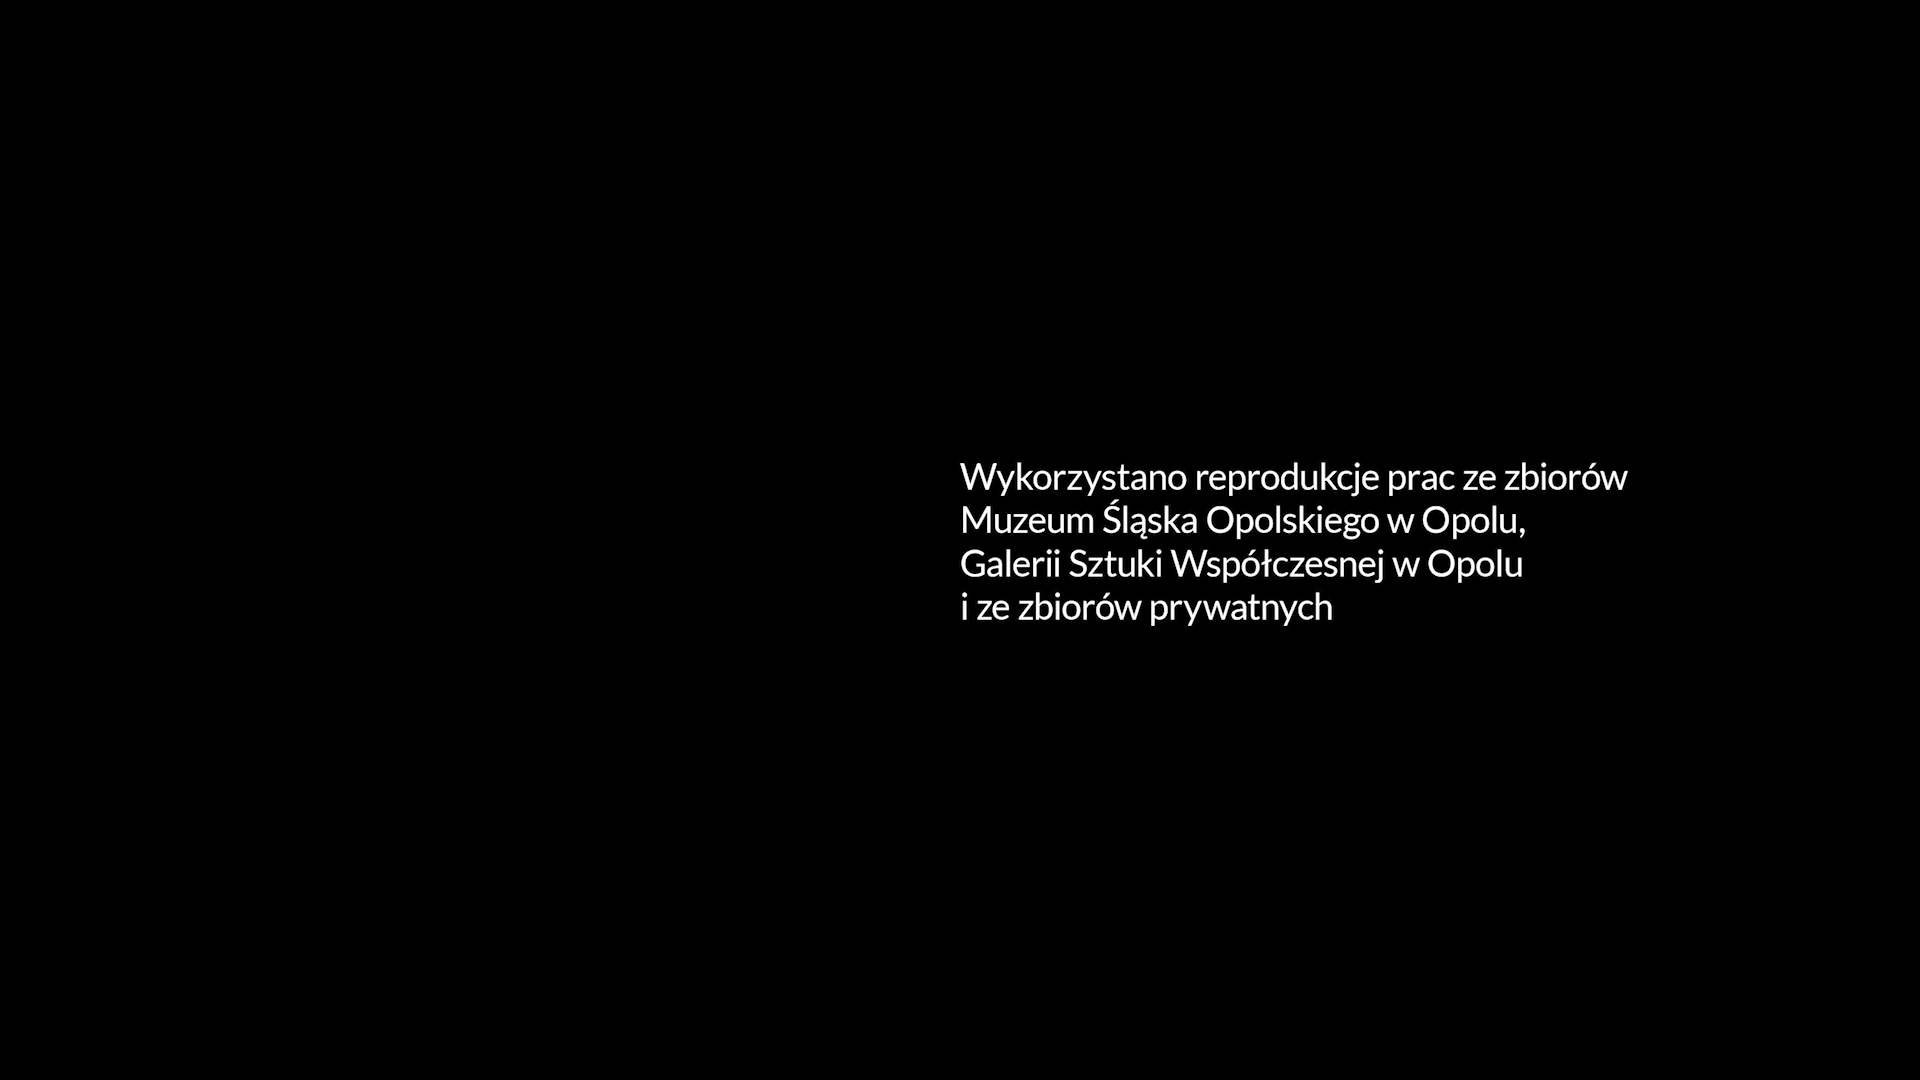 Wykorzystano reprodukcje prac ze zbiorów
Muzeum Śląska Opolskiego w Opolu,
Galerii Sztuki Współczesnej w Opolu
i ze zbiorów prywatnych